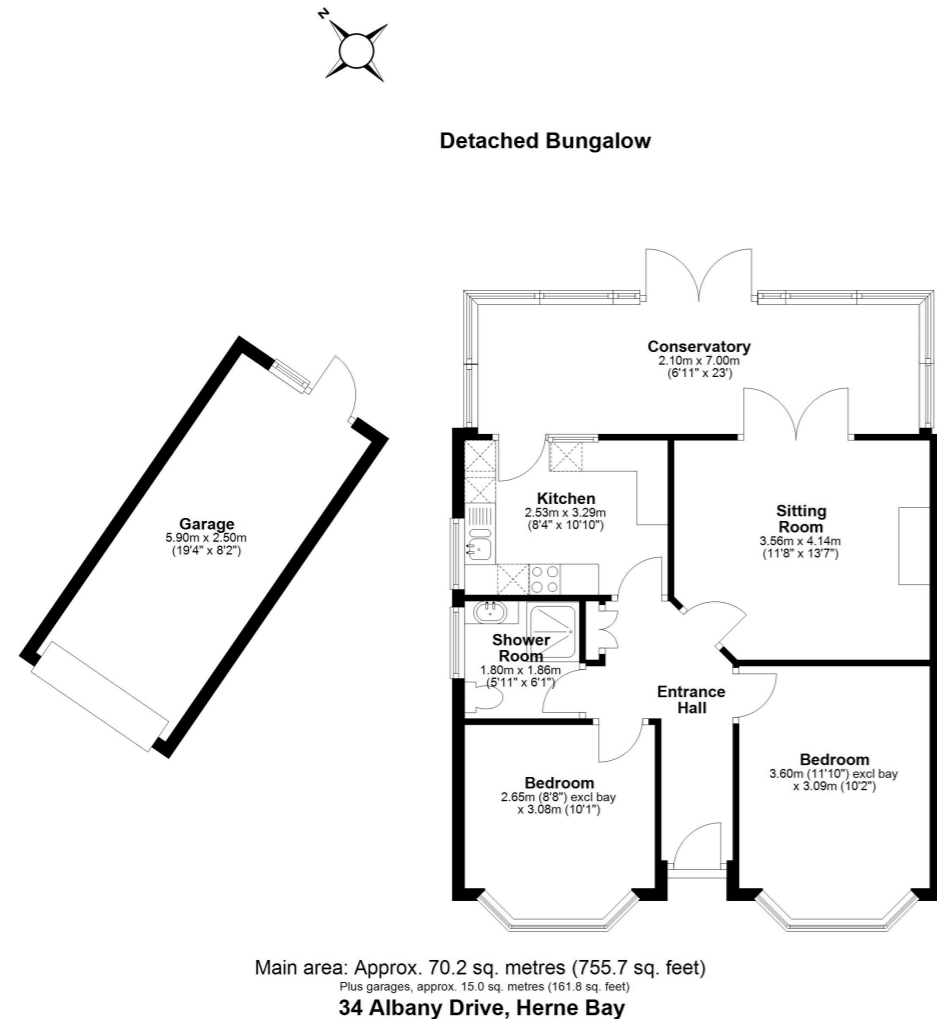 N
Detached Bungalow
Conservatory
2.10m x 7.00m
(6'11" x 23')
Kitchen
2.53m x 3.29m
(8'4" x 10'10")
Sitting
Room
3.56m x 4.14m
(11'8" x 13'7")
Garage
5.90m x 2.50m
(19'4" x 8'2")
Shower
Room
1.80m x 1.86m
(5'11" x 6'1")
Entrance
Hall
Bedroom
2.65m (8'8") excl bay
x 3.08m (10'1")
Bedroom
3.60m (11'10") excl bay
x 3.09m (10'2")
Main area: Approx. 70.2 sq. metres (755.7 sq. feet)
Plus garages, approx. 15.0 sq. metres (161.8 sq. feet)
34 Albany Drive, Herne Bay